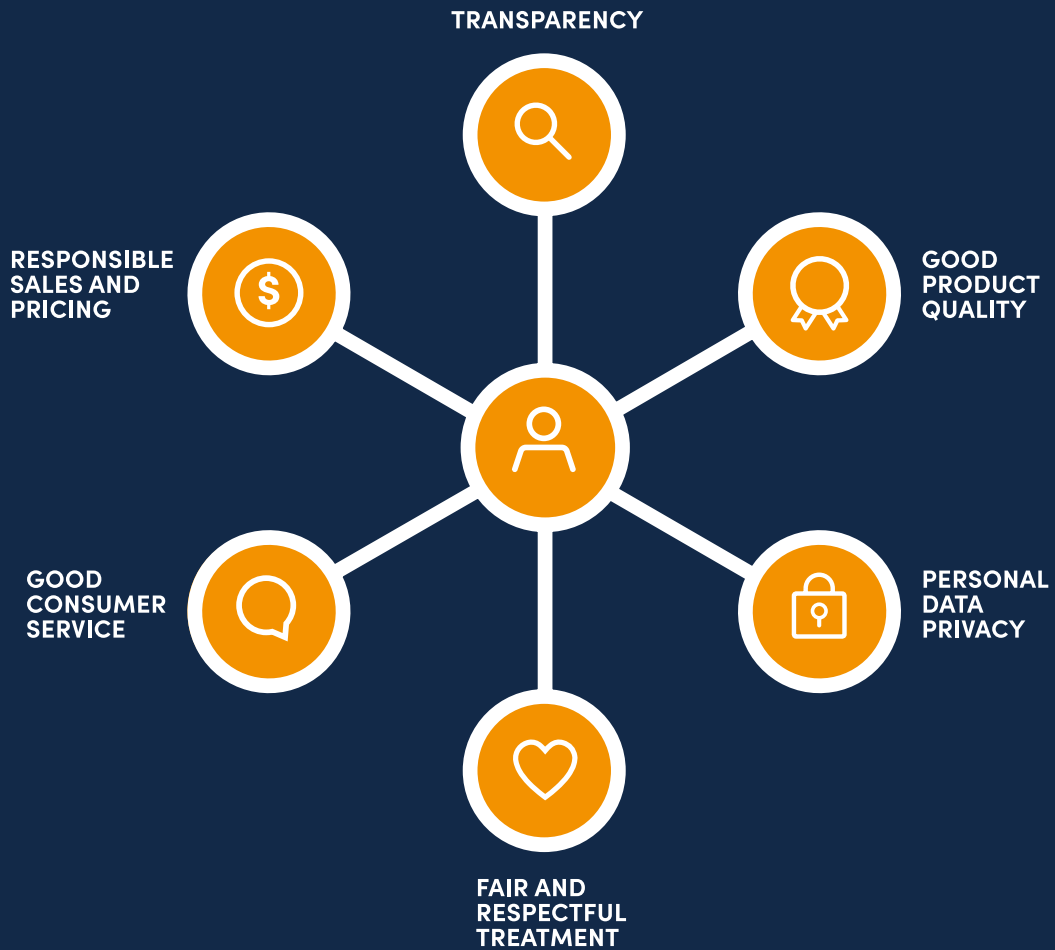 TRANSPARENCY
RESPONSIBLE
SALES AND
PRICING
$
GOOD
PRODUCT
QUALITY
GOOD
CONSUMER
SERVICE
PERSONAL
DATA
PRIVACY
FAIR AND
RESPECTFUL
TREATMENT